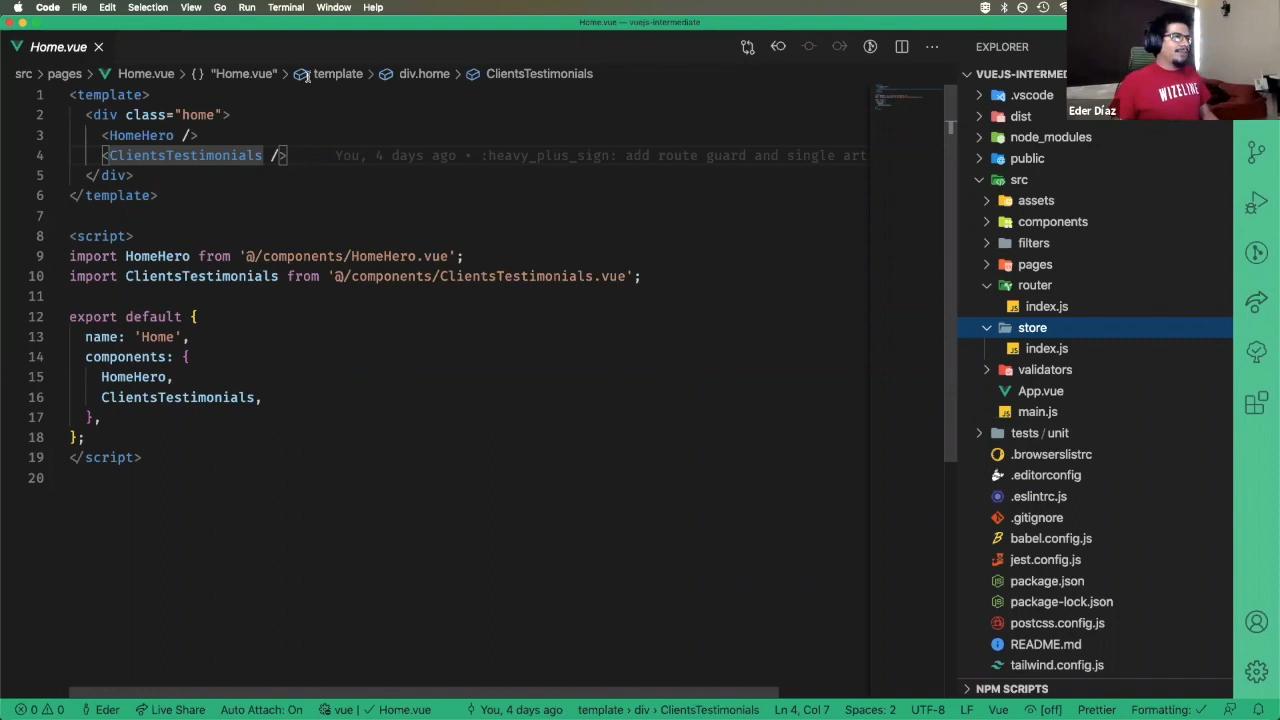 Code File Edit Selection View Go Run Terminal Window Help
Home.vue — vuejs-intermediate
Home.vue
src > pages > Home.vue > {} "Home.vue" > template > div.home > ClientsTestimonials
1 <template>
2 <div class="home">
3 <HomeHero />
4 <ClientsTestimonials /> You, 4 days ago • :heavy_plus_sign: add route guard and single art
5 </div>
6 </template>
7
8 <script>
9 import HomeHero from '@/components/HomeHero.vue';
10 import ClientsTestimonials from '@/components/ClientsTestimonials.vue';
11
12 export default {
13 name: 'Home',
14 components: {
15 HomeHero,
16 ClientsTestimonials,
17 },
18 };
19 </script>
20
EXPLORER
VUEJS-INTERMEDIATE
.vscode
dist
node_modules
public
src
assets
components
filters
pages
router
index.js
store
index.js
validators
App.vue
main.js
tests / unit
.browserslistrc
.editorconfig
.eslintrc.js
.gitignore
babel.config.js
jest.config.js
package.json
package-lock.json
postcss.config.js
README.md
tailwind.config.js
NPM SCRIPTS
WIZELINE
Eder Díaz
0 0 Eder Live Share Auto Attach: On vue | ✓ Home.vue You, 4 days ago template › div › ClientsTestimonials Ln 4, Col 7 Spaces: 2 UTF-8 LF Vue [off] Prettier Formatting: ✓